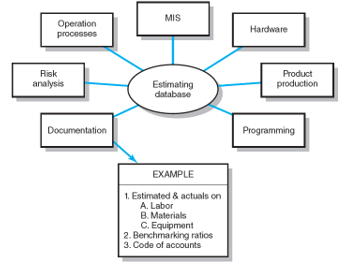 MIS
Operation
processes
Hardware
Risk
analysis
Estimating
database
Product
production
Documentation
Programming
EXAMPLE
1. Estimated & actuals on
A. Labor
B. Materials
C. Equipment
2. Benchmarking ratios
3. Code of accounts